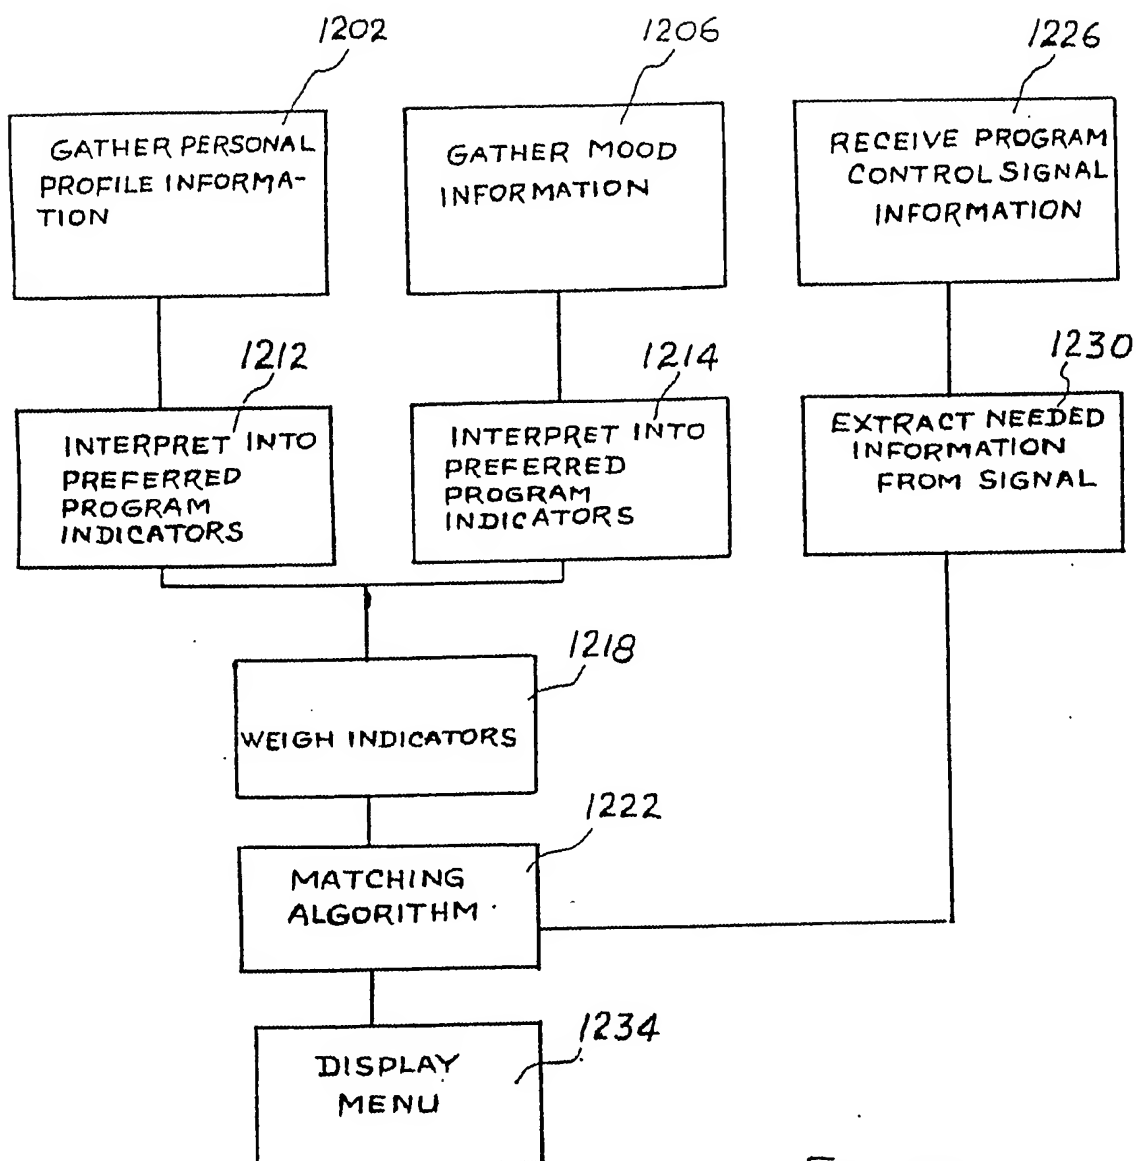 1202
1206
1226
GATHER PERSONAL
PROFILE INFORMA-
TION
GATHER MOOD
INFORMATION
RECEIVE PROGRAM
CONTROL SIGNAL
INFORMATION
1212
1214
1230
INTERPRET INTO
PREFERRED
PROGRAM
INDICATORS
INTERPRET INTO
PREFERRED
PROGRAM
INDICATORS
EXTRACT NEEDED
INFORMATION
FROM SIGNAL
1218
WEIGH INDICATORS
1222
MATCHING
ALGORITHM
1234
DISPLAY
MENU